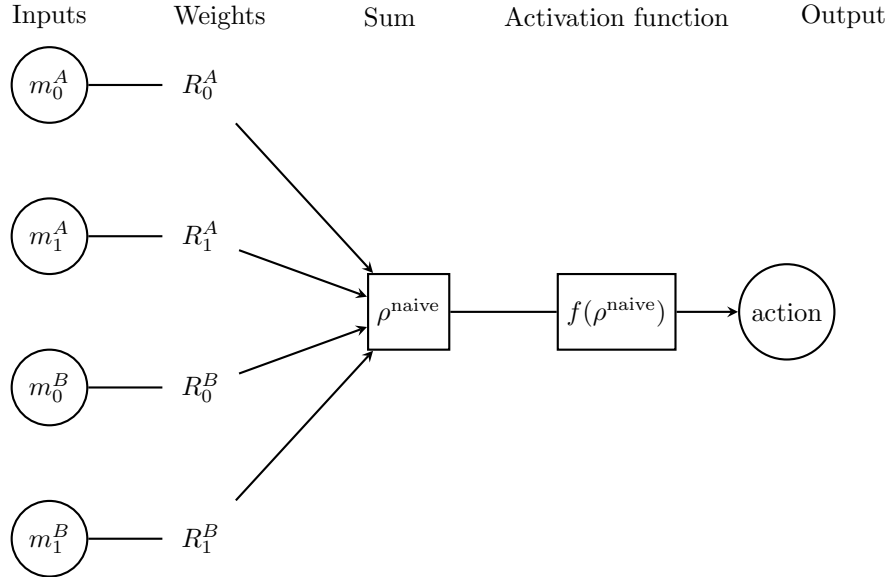 Inputs Weights Sum Activation function Output
m_0^A R_0^A
m_1^A R_1^A
ρ^naive f(ρ^naive) action
m_0^B R_0^B
m_1^B R_1^B